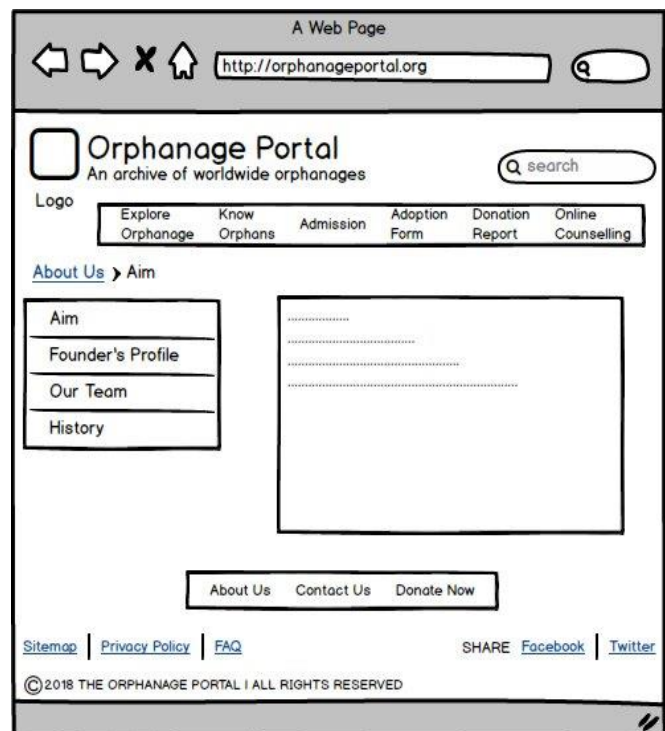 A Web Page
http://orphanageportal.org
Orphanage Portal
An archive of worldwide orphanages
search
Logo
Explore Orphanage Know Orphans Admission Adoption Form Donation Report Online Counselling
About Us ❯ Aim
Aim
Founder's Profile
Our Team
History
About Us Contact Us Donate Now
Sitemap Privacy Policy FAQ SHARE Facebook Twitter
©2018 THE ORPHANAGE PORTAL I ALL RIGHTS RESERVED